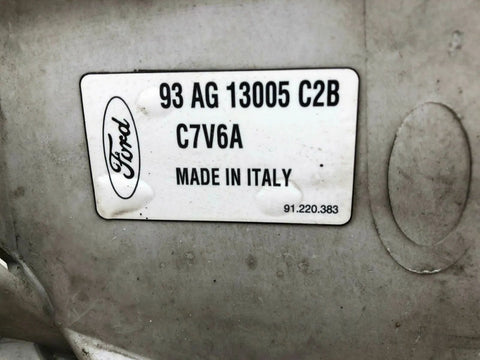 93 AG 13005 C2B
Ford
C7V6A
MADE IN ITALY
91.220.383